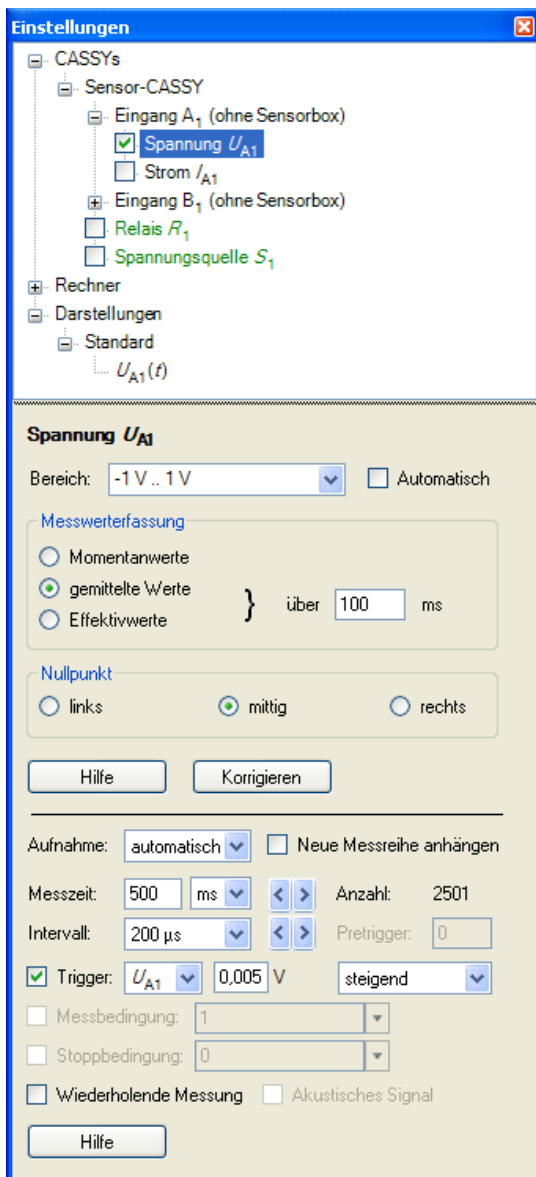 Einstellungen
CASSYs
Sensor-CASSY
Eingang A1 (ohne Sensorbox)
Spannung UA1
Strom IA1
Eingang B1 (ohne Sensorbox)
Relais R1
Spannungsquelle S1
Rechner
Darstellungen
Standard
UA1(t)
Spannung UA1
Bereich: -1 V .. 1 V Automatisch
Messwerterfassung
Momentanwerte
gemittelte Werte } über 100 ms
Effektivwerte
Nullpunkt
links mittig rechts
Hilfe Korrigieren
Aufnahme: automatisch Neue Messreihe anhängen
Messzeit: 500 ms < > Anzahl: 2501
Intervall: 200 µs < > Pretrigger: 0
Trigger: UA1 0,005 V steigend
Messbedingung: 1
Stoppbedingung: 0
Wiederholende Messung Akustisches Signal
Hilfe